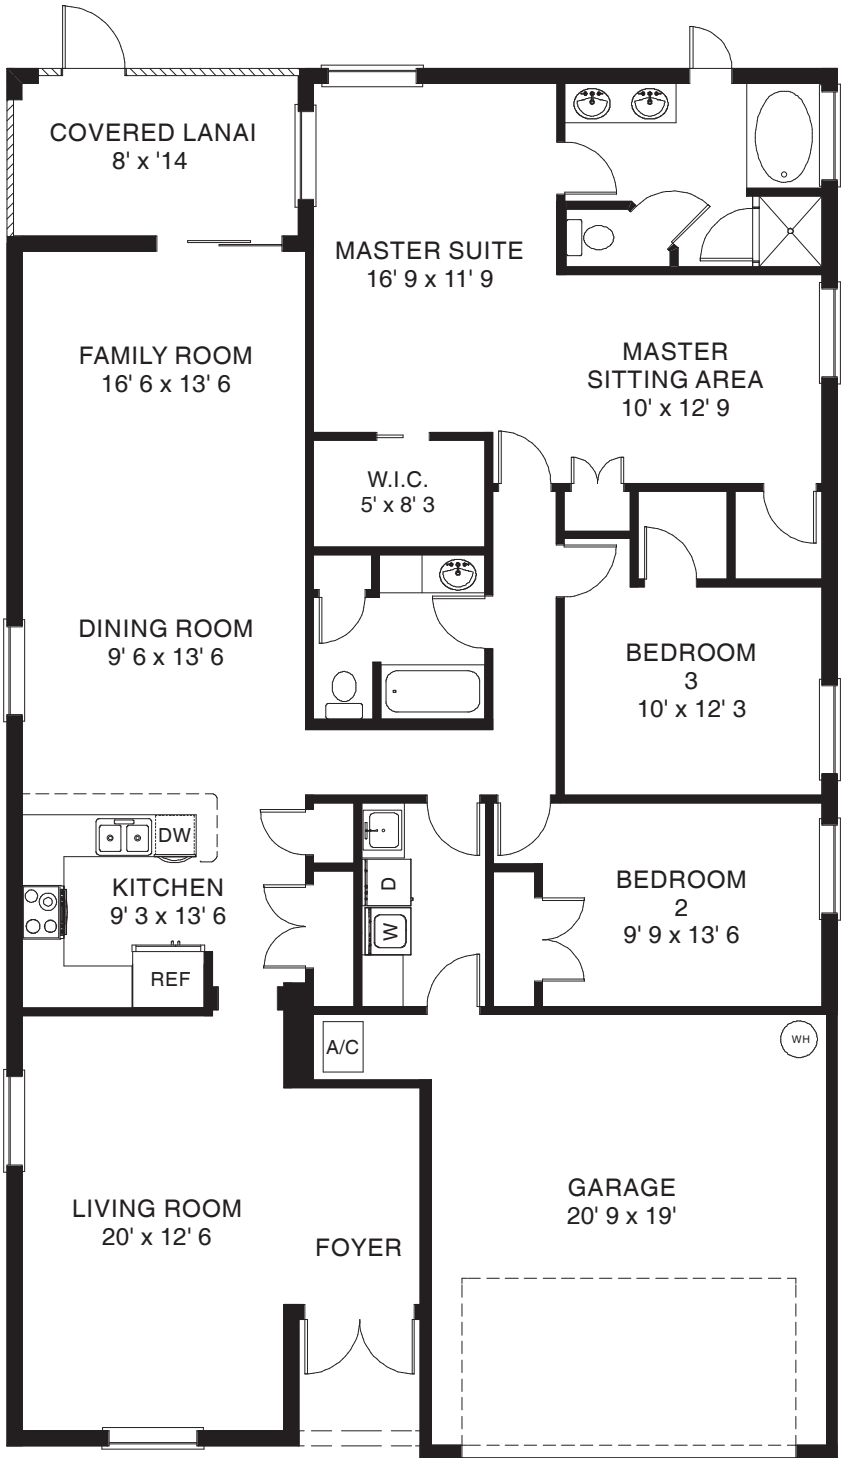 COVERED LANAI
8' x '14
MASTER SUITE
16' 9 x 11' 9
FAMILY ROOM
16' 6 x 13' 6
MASTER
SITTING AREA
10' x 12' 9
W.I.C.
5' x 8' 3
DINING ROOM
9' 6 x 13' 6
BEDROOM
3
10' x 12' 3
DW
KITCHEN
9' 3 x 13' 6
D
W
BEDROOM
2
9' 9 x 13' 6
REF
A/C
WH
LIVING ROOM
20' x 12' 6
FOYER
GARAGE
20' 9 x 19'